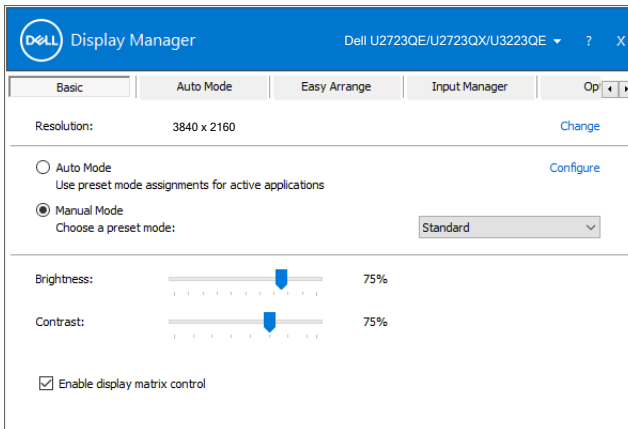 DELL Display Manager Dell U2723QE/U2723QX/U3223QE ? X
Basic Auto Mode Easy Arrange Input Manager Op
Resolution: 3840 x 2160 Change
Auto Mode Configure
Use preset mode assignments for active applications
Manual Mode
Choose a preset mode: Standard
Brightness: 75%
Contrast: 75%
Enable display matrix control